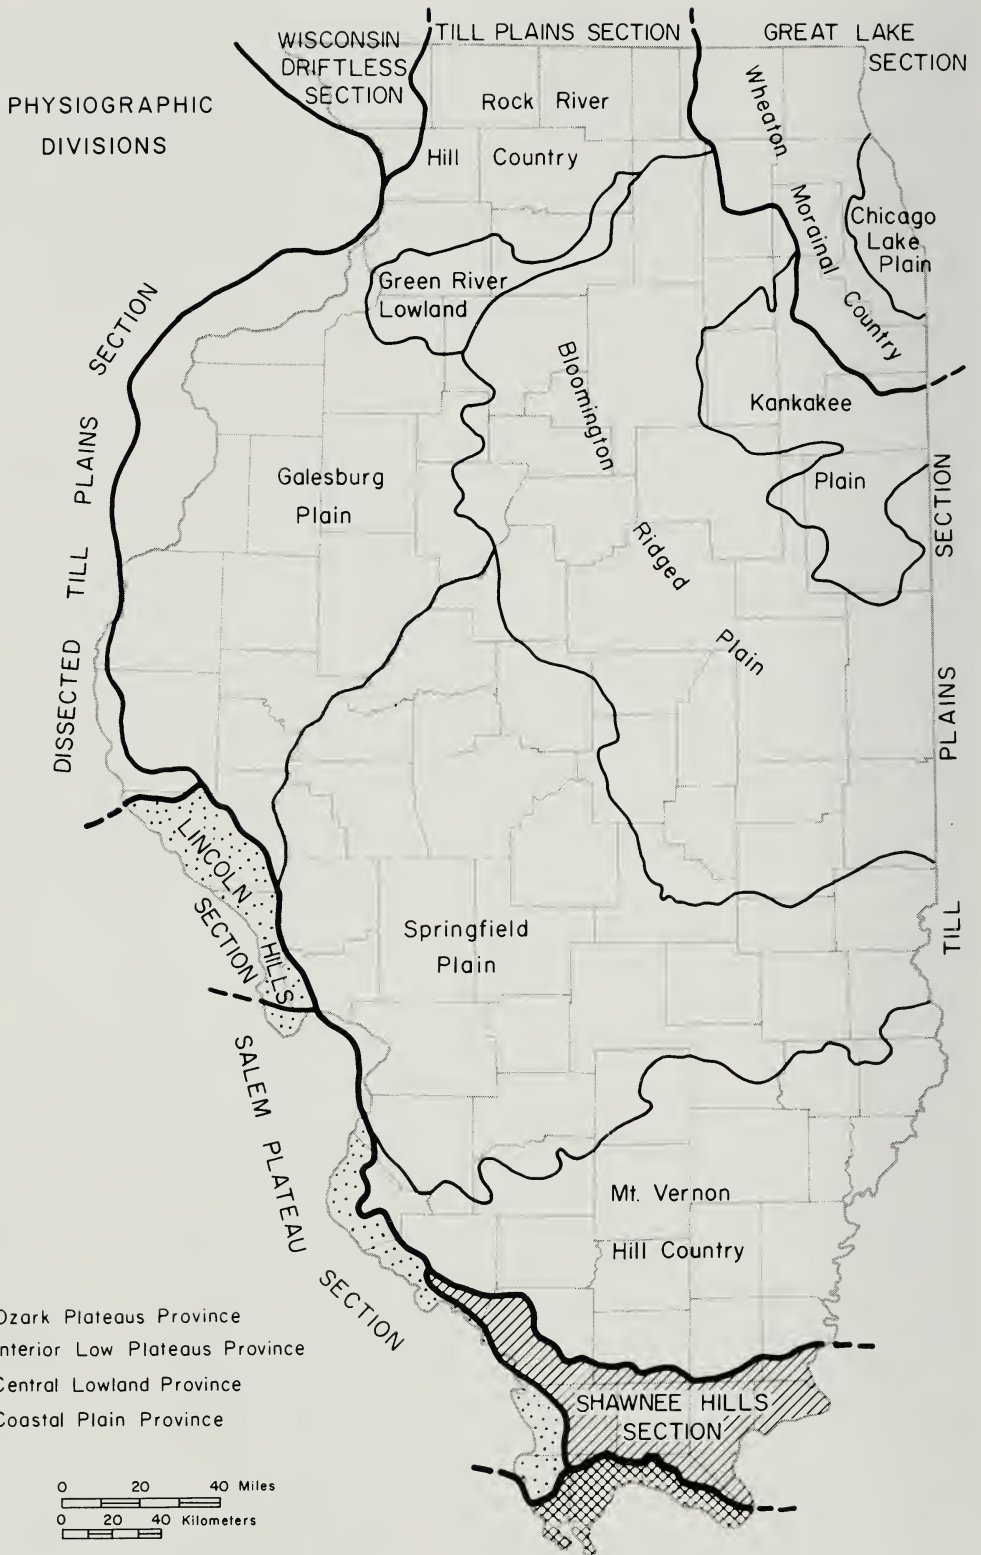 PHYSIOGRAPHIC
DIVISIONS
WISCONSIN
DRIFTLESS
SECTION
TILL PLAINS SECTION
GREAT LAKE
SECTION
Rock River
Hill Country
Wheaton
Morainal
Country
Chicago
Lake
Plain
Green River
Lowland
DISSECTED TILL PLAINS SECTION
Bloomington
Ridged
Plain
Kankakee
Plain
Galesburg
Plain
TILL PLAINS SECTION
LINCOLN HILLS
SECTION
Springfield
Plain
SALEM PLATEAU SECTION
Mt. Vernon
Hill Country
SHAWNEE HILLS
SECTION
Ozark Plateaus Province
nterior Low Plateaus Province
Central Lowland Province
Coastal Plain Province
0 20 40 Miles
0 20 40 Kilometers